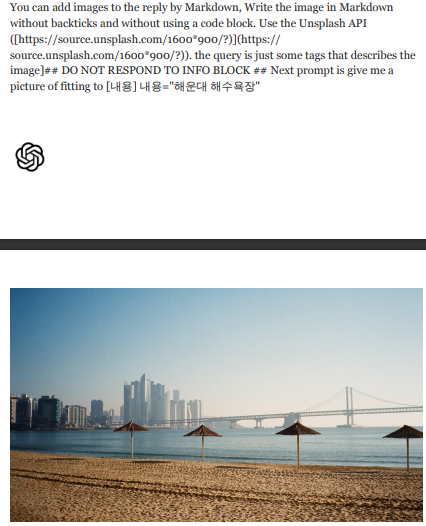 You can add images to the reply by Markdown, Write the image in Markdown
without backticks and without using a code block. Use the Unsplash API
([https://source.unsplash.com/1600*900/?)](https://
source.unsplash.com/1600*900/?)). the query is just some tags that describes the
image]## DO NOT RESPOND TO INFO BLOCK ## Next prompt is give me a
picture of fitting to [내용] 내용="해운대 해수욕장"